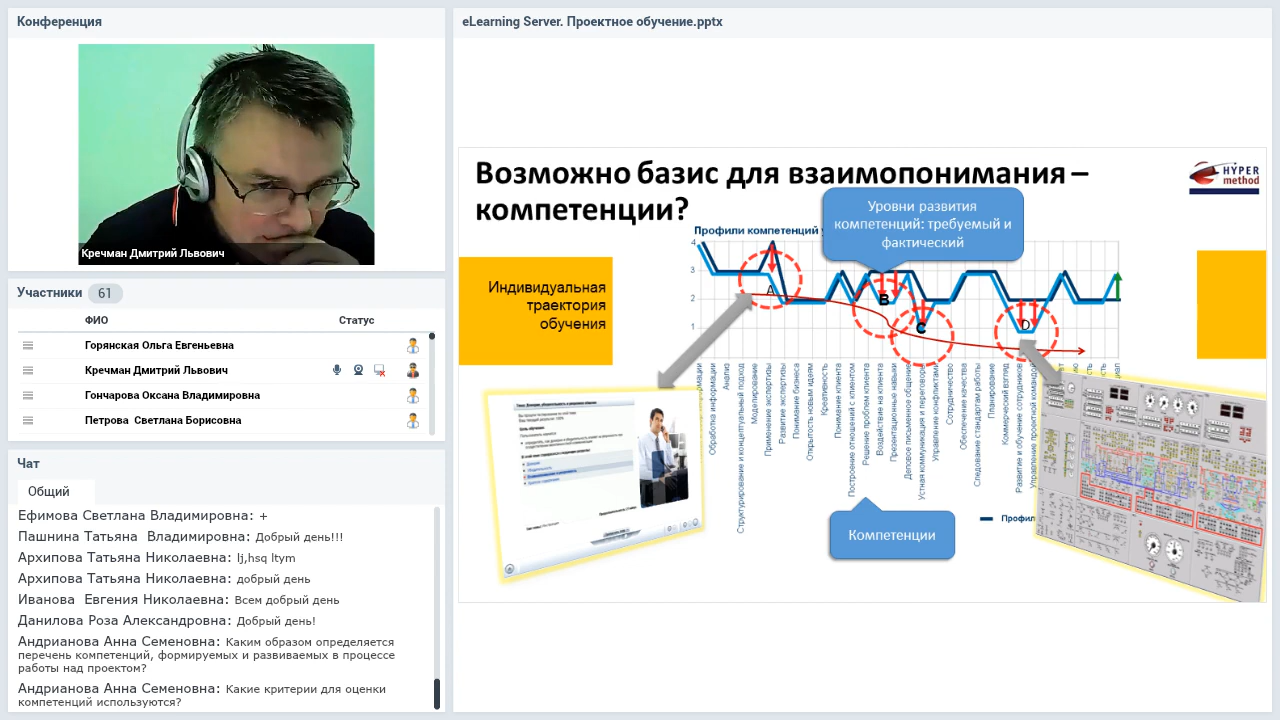 Конференция
Кречман Дмитрий Львович
Участники 61
ФИО Статус
Горянская Ольга Евгеньевна
Кречман Дмитрий Львович
Гончарова Оксана Владимировна
Петрова Светлана Борисовна
Чат
Общий
Ефимова Светлана Владимировна: +
Пашнина Татьяна Владимировна: Добрый день!!!
Архипова Татьяна Николаевна: lj,hsq ltym
Архипова Татьяна Николаевна: добрый день
Иванова Евгения Николаевна: Всем добрый день
Данилова Роза Александровна: Добрый день!
Андрианова Анна Семеновна: Каким образом определяется
перечень компетенций, формируемых и развиваемых в процессе
работы над проектом?
Андрианова Анна Семеновна: Какие критерии для оценки
компетенций используются?
eLearning Server. Проектное обучение.pptx
Возможно базис для взаимопонимания –
компетенции?
HYPER
method
Профили компетенций
Уровни развития
компетенций: требуемый и
фактический
Индивидуальная
траектория
обучения
4
3
2
1
A
B
C
D
Обработка информации
Анализ
Структурирование и концептуальный подход
Моделирование
Применение экспертизы
Развитие экспертизы
Понимание бизнеса
Открытость новым идеям
Креативность
Понимание клиента
Построение отношений с клиентом
Решение проблем клиента
Воздействие на клиента
Презентационные навыки
Деловое письменное общение
Устная коммуникация и переговоры
Управление конфликтами
Сотрудничество
Обеспечение качества
Следование стандартам работы
Планирование
Коммерческий взгляд
Развитие и обучение сотрудников
Управление проектной командой
Компетенции